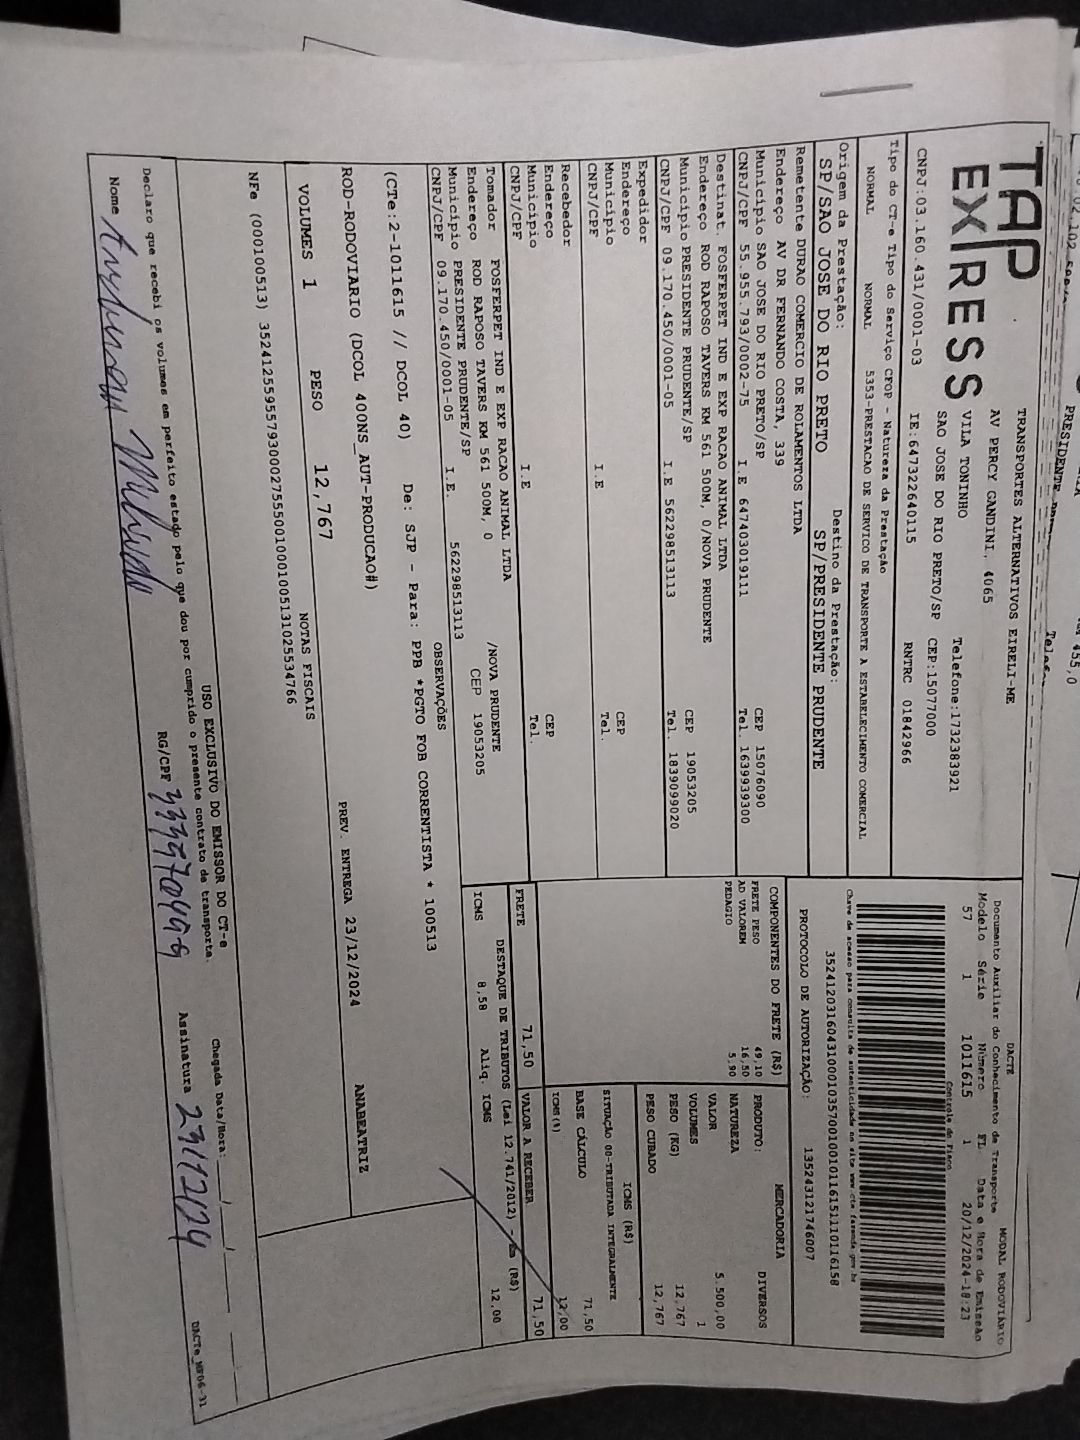 TAP
EXPRESS
TRANSPORTES ALTERNATIVOS EIRELI-ME
AV PERCY GANDINI, 4065
VILA TONINHO
SAO JOSE DO RIO PRETO/SP
Telefone:1732383921
CEP:15077000
CNPJ:03.160.431/0001-03
IE:647322640115
RNTRC 01842966
Tipo do CT-e Tipo do Serviço CFOP - Natureza da Prestação
NORMAL NORMAL 5353-PRESTACAO DE SERVICO DE TRANSPORTE A ESTABELECIMENTO COMERCIAL
Origem da Prestação: Destino da Prestação:
SP/SAO JOSE DO RIO PRETO SP/PRESIDENTE PRUDENTE
Remetente DURAO COMERCIO DE ROLAMENTOS LTDA
Endereço AV DR FERNANDO COSTA, 339
Município SAO JOSE DO RIO PRETO/SP CEP 15076090
CNPJ/CPF 55.955.793/0002-75 I.E 647403019111 Tel. 1639939300
Destinat. FOSFERPET IND E EXP RACAO ANIMAL LTDA
Endereço ROD RAPOSO TAVERS KM 561 500M, 0/NOVA PRUDENTE
Município PRESIDENTE PRUDENTE/SP CEP 19053205
CNPJ/CPF 09.170.450/0001-05 I.E 562298513113 Tel. 1839099020
Expedidor
Endereço
Município CEP
CNPJ/CPF I.E Tel.
Recebedor
Endereço
Município CEP
CNPJ/CPF I.E Tel.
Tomador FOSFERPET IND E EXP RACAO ANIMAL LTDA
Endereço ROD RAPOSO TAVERS KM 561 500M, 0 /NOVA PRUDENTE
Município PRESIDENTE PRUDENTE/SP CEP 19053205
CNPJ/CPF 09.170.450/0001-05 I.E. 562298513113
DACTE
Documento Auxiliar do Conhecimento de Transporte MODAL RODOVIÁRIO
Modelo Série Número FL Data e Hora de Emissão
57 1 1011615 1 20/12/2024-18:23
Controle do Fisco
Chave de acesso para consulta de autenticidade no site www.cte.fazenda.gov.br
35241203160431000103570010010116151110116158
PROTOCOLO DE AUTORIZAÇÃO: 135243121746007
COMPONENTES DO FRETE (R$)
FRETE PESO 49,10
AD VALOREM 16,50
PEDAGIO 5,90
MERCADORIA
PRODUTO: DIVERSOS
NATUREZA
VALOR 5.500,00
VOLUMES 1
PESO (KG) 12,767
PESO CUBADO 12,767
ICMS (R$)
SITUAÇÃO 00-TRIBUTADA INTEGRALMENTE
BASE CÁLCULO 71,50
ICMS(%) 12,00
FRETE 71,50 VALOR A RECEBER 71,50
DESTAQUE DE TRIBUTOS (Lei 12.741/2012) - em (R$)
ICMS 8,58 Aliq. ICMS 12,00
OBSERVAÇÕES
(CTe:2-1011615 // DCOL 40) De: SJP - Para: PPB *PGTO FOB CORRENTISTA * 100513
ROD-RODOVIARIO (DCOL 400NS_AUT-PRODUCAO#)
PREV. ENTREGA 23/12/2024 ANABEATRIZ
VOLUMES 1 PESO 12,767
NOTAS FISCAIS
NFe (000100513) 35241255955793000275550010001005131025534766
USO EXCLUSIVO DO EMISSOR DO CT-e
Declaro que recebi os volumes em perfeito estado pelo que dou por cumprido o presente contrato de transporte.
Chegada Data/Hora: / /
Nome RG/CPF Assinatura 23/12/24
DACTe_MF06-31